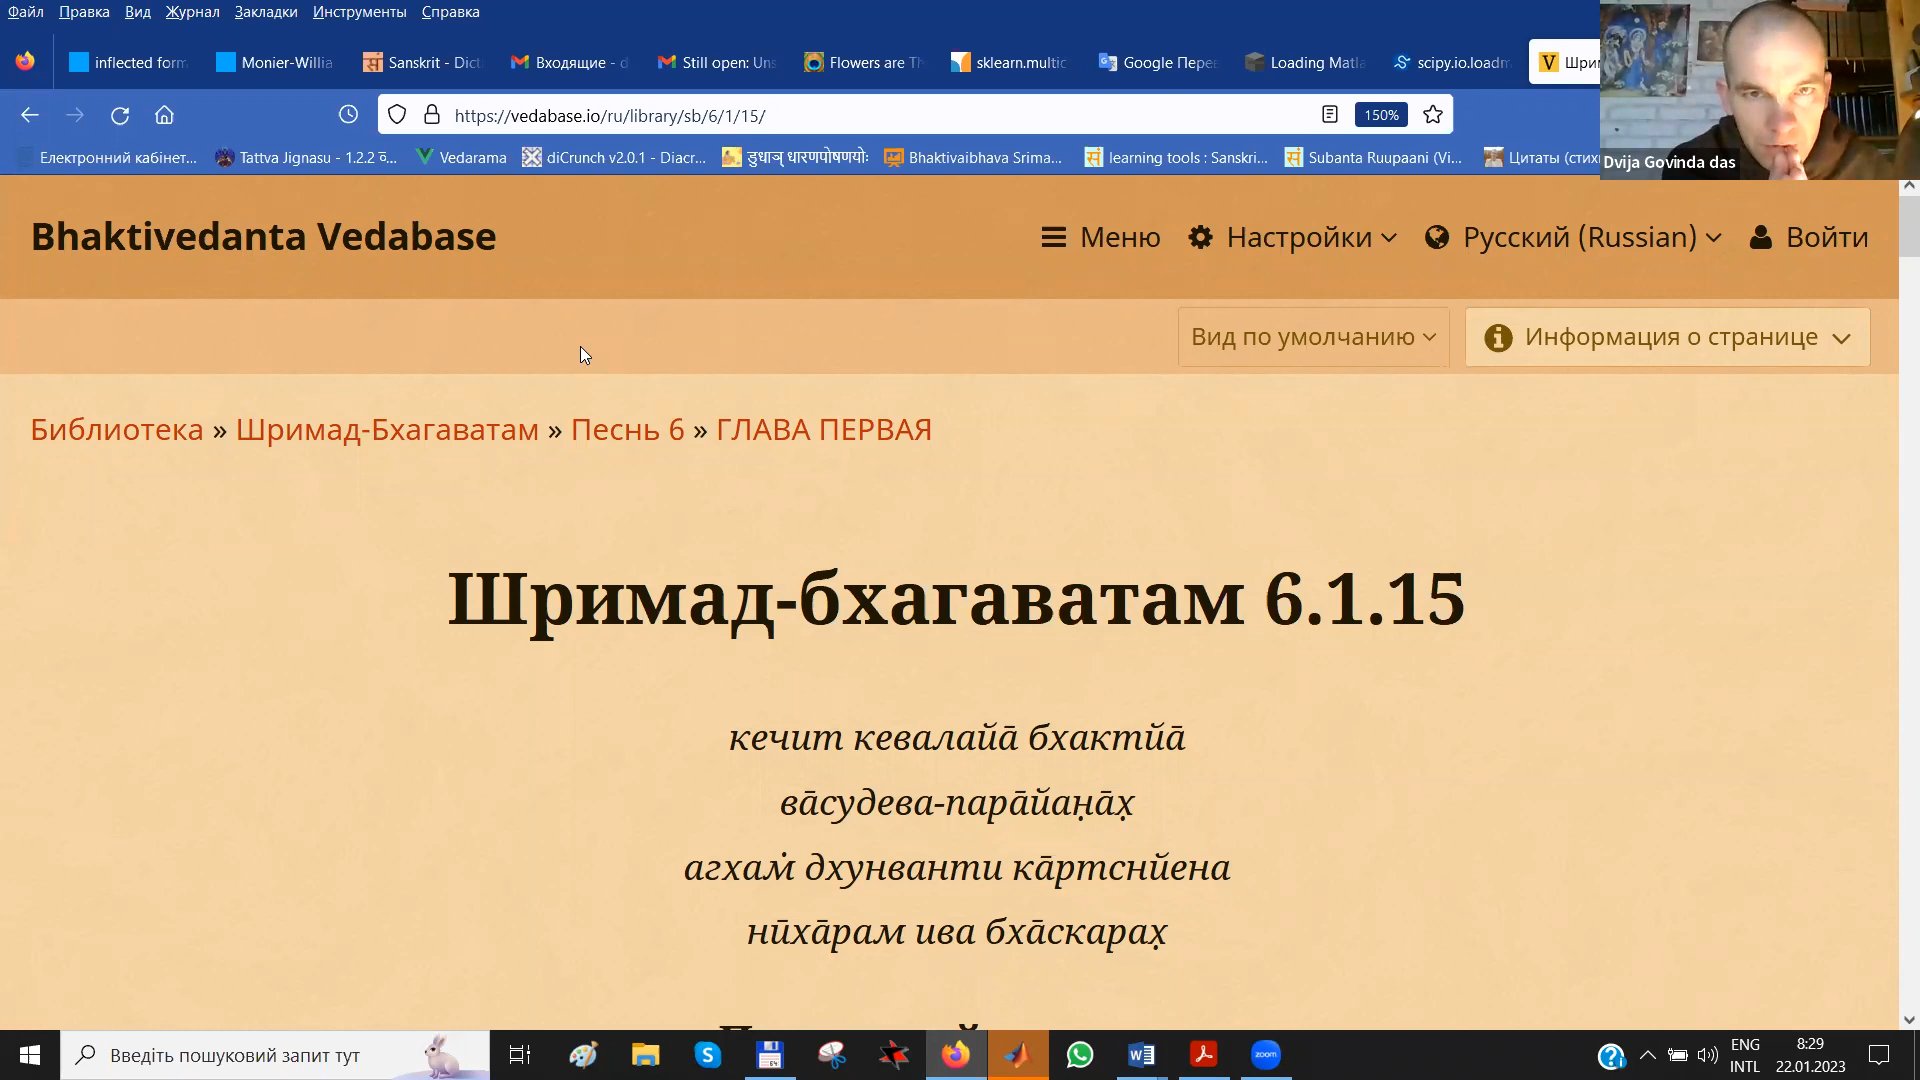 Файл Правка Вид Журнал Закладки Инструменты Справка
inflected form Monier-Willia Sanskrit - Dict Входящие - d Still open: Uns Flowers are Th sklearn.multic Google Пере Loading Matla scipy.io.loadm Шри
https://vedabase.io/ru/library/sb/6/1/15/ 150%
Електронний кабінет... Tattva Jignasu - 1.2.2 व... Vedarama diCrunch v2.0.1 - Diacr... डुधाञ् धारणपोषणयोः Bhaktivaibhava Srima... learning tools : Sanskri... Subanta Ruupaani (Vi... Цитаты (стих
Dvija Govinda das
Bhaktivedanta Vedabase Меню Настройки Русский (Russian) Войти
Вид по умолчанию Информация о странице
Библиотека » Шримад-Бхагаватам » Песнь 6 » ГЛАВА ПЕРВАЯ
Шримад-бхагаватам 6.1.15
кечит кевалайа̄ бхактйа̄
ва̄судева-пара̄йан̣а̄х̣
агхам̇ дхунванти ка̄ртснйена
нӣха̄рам ива бха̄скарах̣
Введіть пошуковий запит тут
zoom
ENG 8:29
INTL 22.01.2023